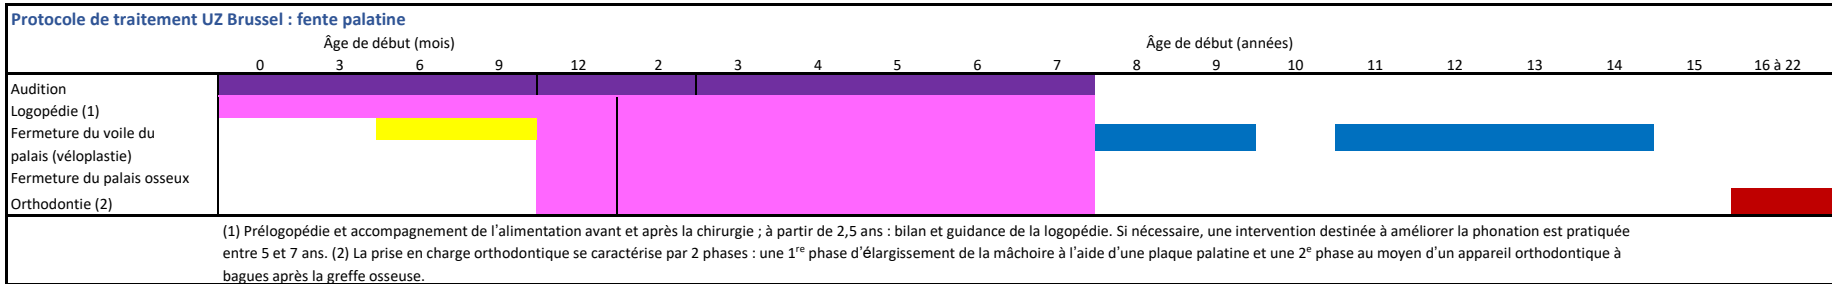 Protocole de traitement UZ Brussel : fente palatine
Âge de début (mois) Âge de début (années)
0 3 6 9 12 2 3 4 5 6 7 8 9 10 11 12 13 14 15 16 à 22
Audition
Logopédie (1)
Fermeture du voile du
palais (véloplastie)
Fermeture du palais osseux
Orthodontie (2)
(1) Prélogopédie et accompagnement de l'alimentation avant et après la chirurgie ; à partir de 2,5 ans : bilan et guidance de la logopédie. Si nécessaire, une intervention destinée à améliorer la phonation est pratiquée
entre 5 et 7 ans. (2) La prise en charge orthodontique se caractérise par 2 phases : une 1re phase d'élargissement de la mâchoire à l'aide d'une plaque palatine et une 2e phase au moyen d'un appareil orthodontique à
bagues après la greffe osseuse.